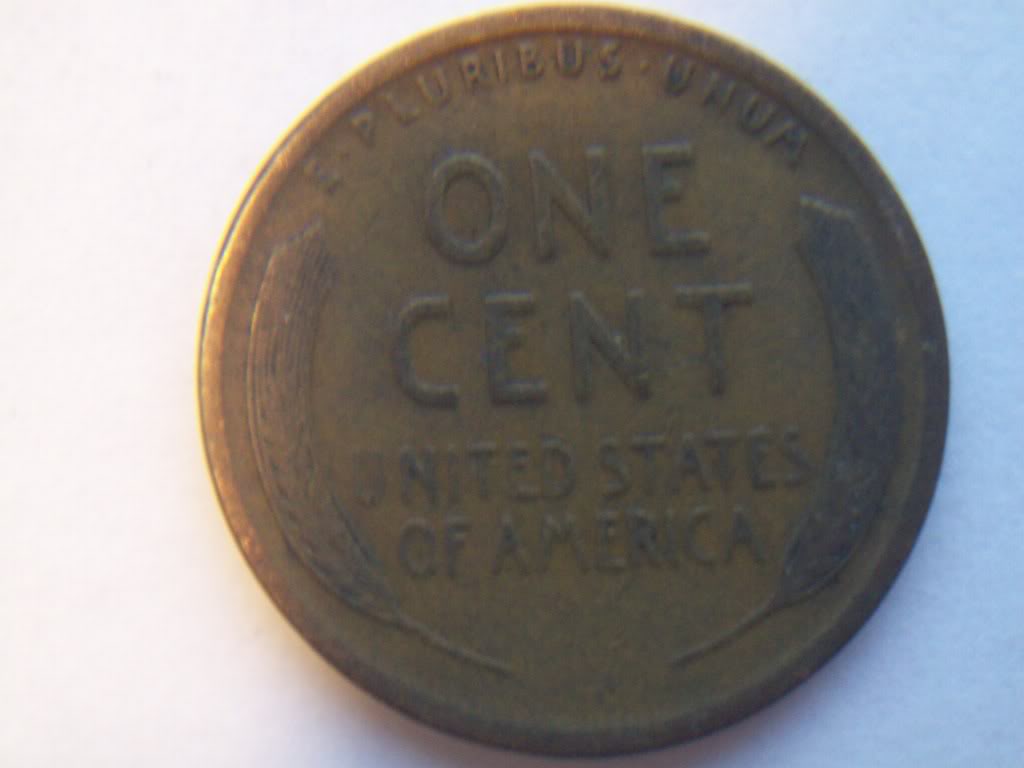 E · PLURIBUS · UNUM
ONE
CENT
UNITED STATES
OF AMERICA